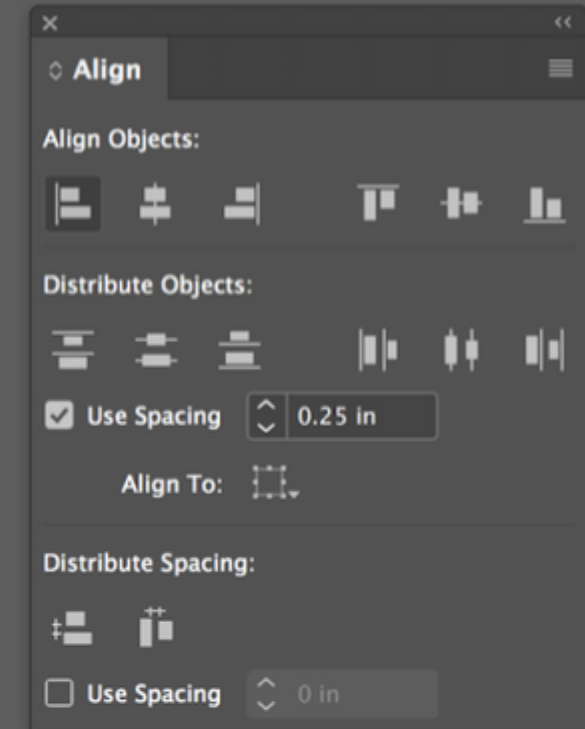 Align
Align Objects:
Distribute Objects:
Use Spacing 0.25 in
Align To:
Distribute Spacing:
Use Spacing 0 in